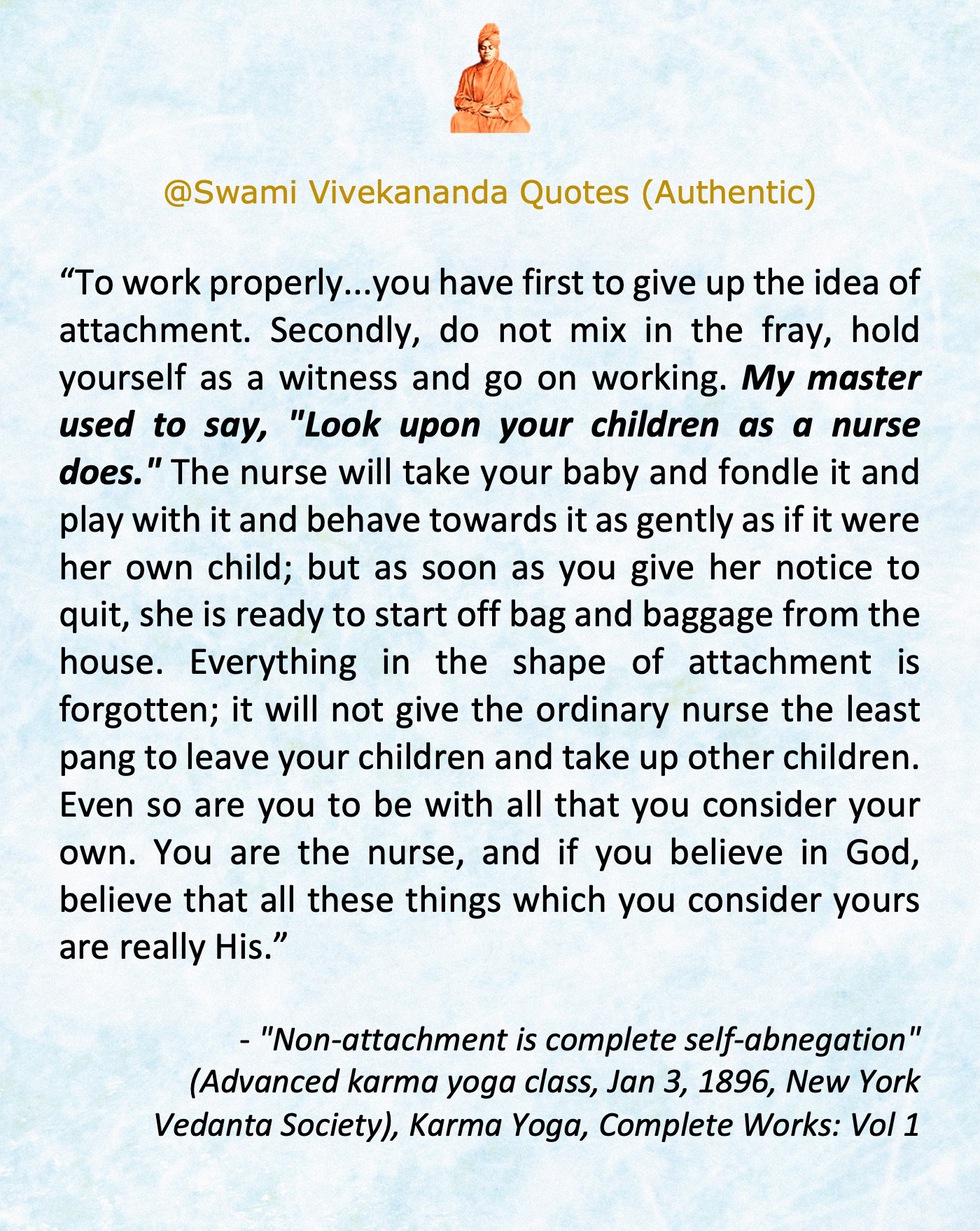 @Swami Vivekananda Quotes (Authentic)
“To work properly...you have first to give up the idea of
attachment. Secondly, do not mix in the fray, hold
yourself as a witness and go on working. My master
used to say, "Look upon your children as a nurse
does." The nurse will take your baby and fondle it and
play with it and behave towards it as gently as if it were
her own child; but as soon as you give her notice to
quit, she is ready to start off bag and baggage from the
house. Everything in the shape of attachment is
forgotten; it will not give the ordinary nurse the least
pang to leave your children and take up other children.
Even so are you to be with all that you consider your
own. You are the nurse, and if you believe in God,
believe that all these things which you consider yours
are really His.”
- "Non-attachment is complete self-abnegation"
(Advanced karma yoga class, Jan 3, 1896, New York
Vedanta Society), Karma Yoga, Complete Works: Vol 1